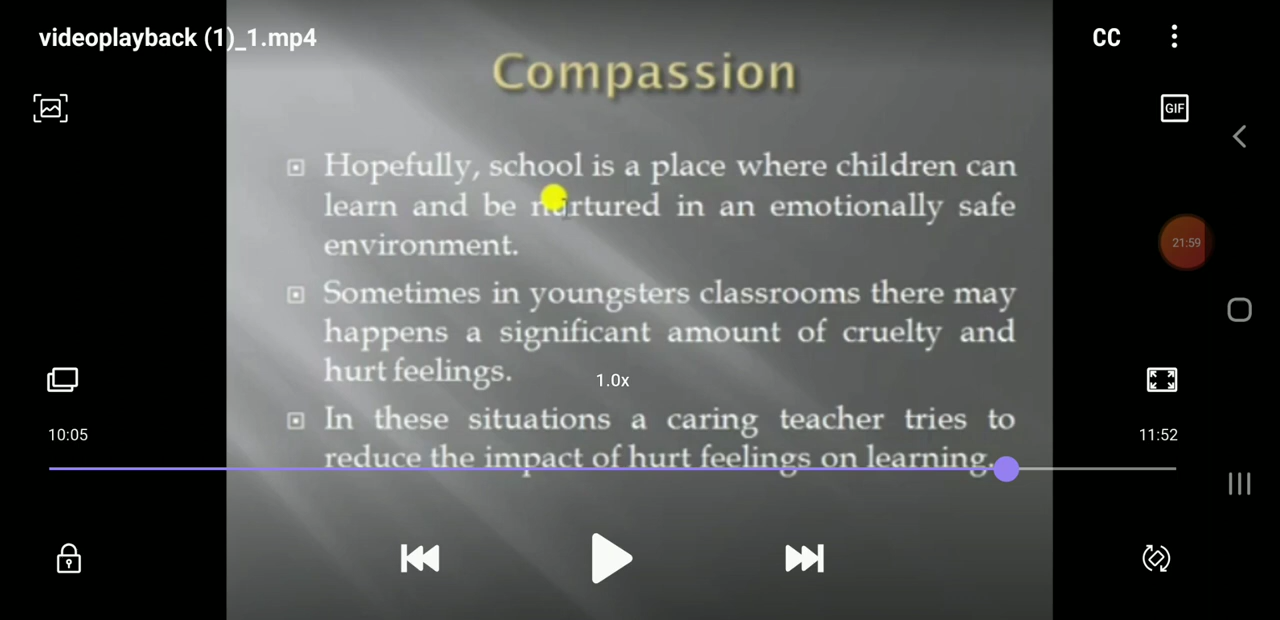 videoplayback (1)_1.mp4
CC
Compassion
GIF
Hopefully, school is a place where children can
learn and be nurtured in an emotionally safe
environment.
21:59
Sometimes in youngsters classrooms there may
happens a significant amount of cruelty and
hurt feelings.
1.0x
In these situations a caring teacher tries to
reduce the impact of hurt feelings on learning.
10:05
11:52